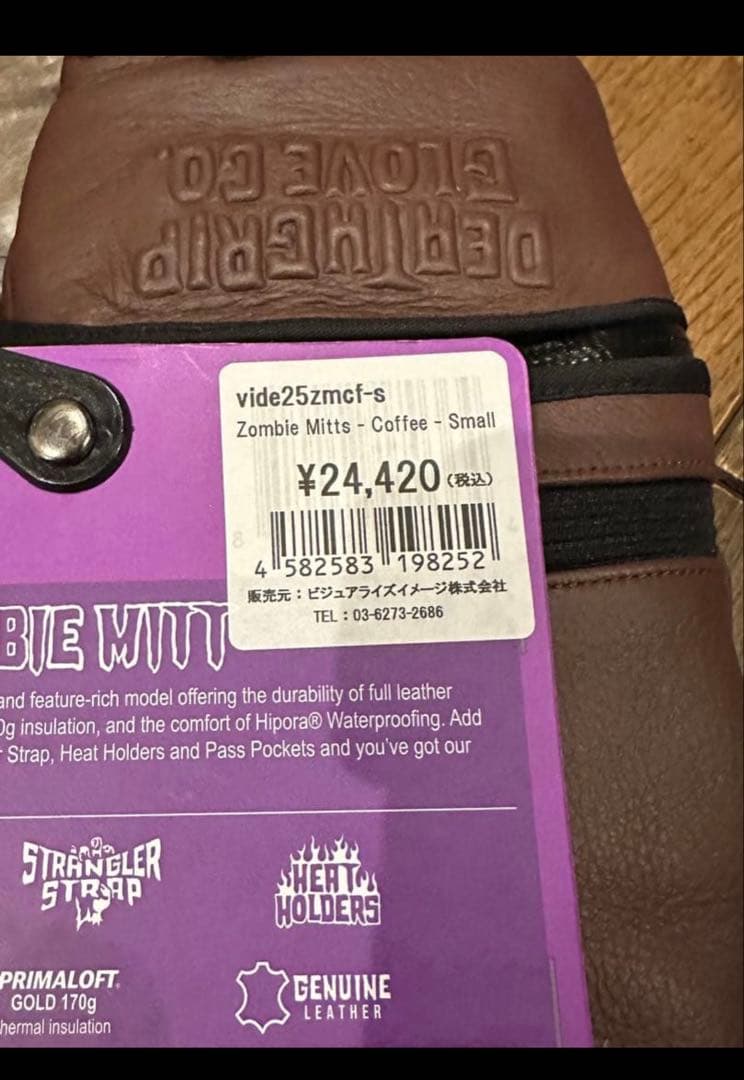 DEATHGRIP
GLOVE CO.
vide25zmcf-s
Zombie Mitts - Coffee - Small
¥24,420(税込)
4 582583 198252
販売元：ビジュアライズイメージ株式会社
TEL：03-6273-2686
BIE MITT
and feature-rich model offering the durability of full leather
0g insulation, and the comfort of Hipora® Waterproofing. Add
Strap, Heat Holders and Pass Pockets and you've got our
STRANGLER
STRAP
HEAT
HOLDERS
PRIMALOFT®
GOLD 170g
hermal insulation
GENUINE
LEATHER